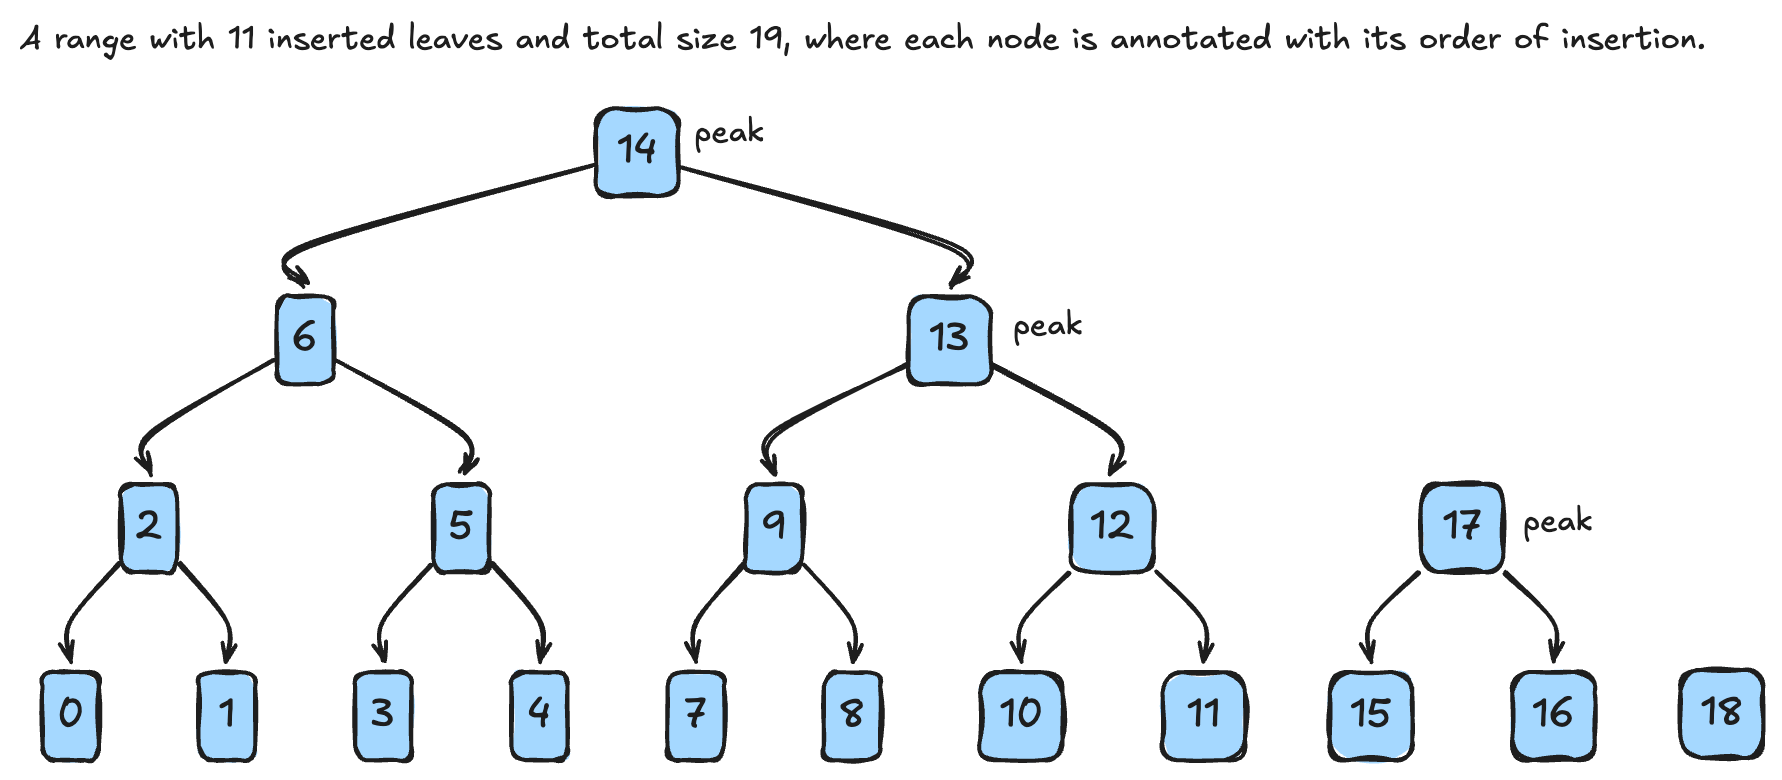 A range with 11 inserted leaves and total size 19, where each node is annotated with its order of insertion.
14 peak
6 13 peak
2 5 9 12 17 peak
0 1 3 4 7 8 10 11 15 16 18